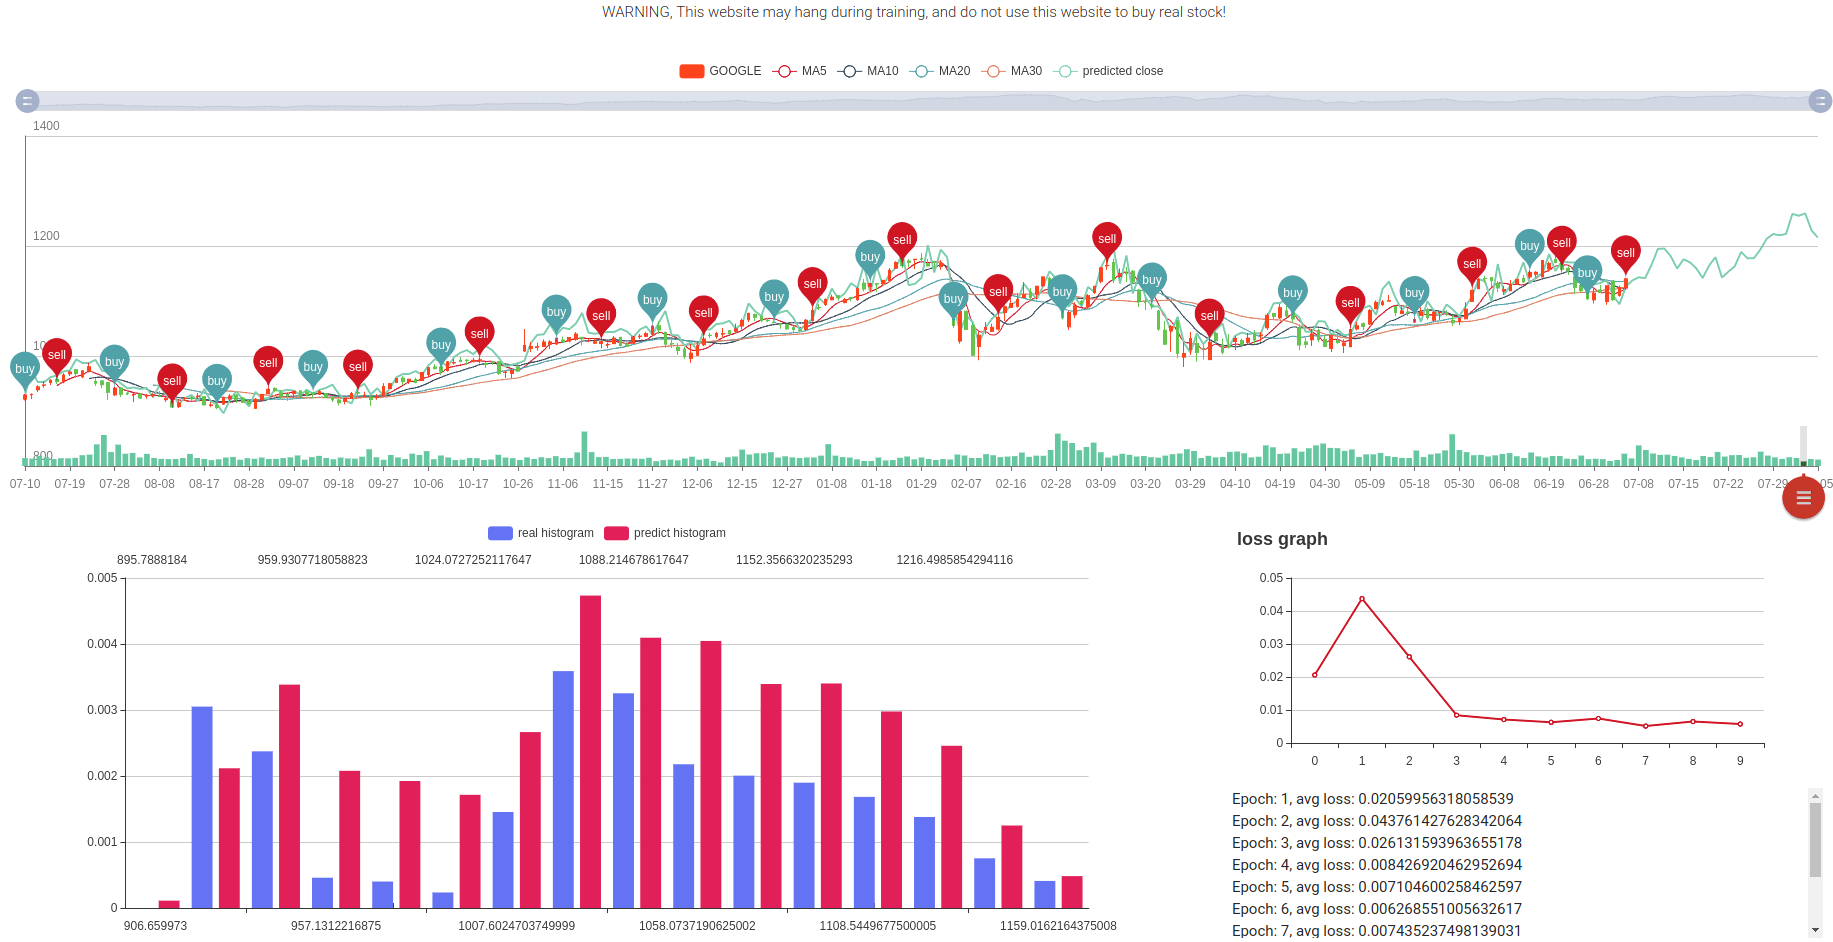 WARNING, This website may hang during training, and do not use this website to buy real stock!
GOOGLE MA5 MA10 MA20 MA30 predicted close
1400
1200
800
buy sell buy sell buy sell buy sell buy sell buy sell buy sell buy sell buy sell buy sell buy sell buy sell buy sell buy sell buy sell buy sell
07-10 07-19 07-28 08-08 08-17 08-28 09-07 09-18 09-27 10-06 10-17 10-26 11-06 11-15 11-27 12-06 12-15 12-27 01-08 01-18 01-29 02-07 02-16 02-28 03-09 03-20 03-29 04-10 04-19 04-30 05-09 05-18 05-30 06-08 06-19 06-28 07-08 07-15 07-22 07-29 05
real histogram predict histogram
895.7888184 959.9307718058823 1024.0727252117647 1088.214678617647 1152.3566320235293 1216.4985854294116
0.005
0.004
0.003
0.002
0.001
0
906.659973 957.1312216875 1007.6024703749999 1058.0737190625002 1108.5449677500005 1159.0162164375008
loss graph
0.05
0.04
0.03
0.02
0.01
0
0 1 2 3 4 5 6 7 8 9
Epoch: 1, avg loss: 0.02059956318058539
Epoch: 2, avg loss: 0.043761427628342064
Epoch: 3, avg loss: 0.026131593963655178
Epoch: 4, avg loss: 0.008426920462952694
Epoch: 5, avg loss: 0.007104600258462597
Epoch: 6, avg loss: 0.006268551005632617
Epoch: 7, avg loss: 0.007435237498139031